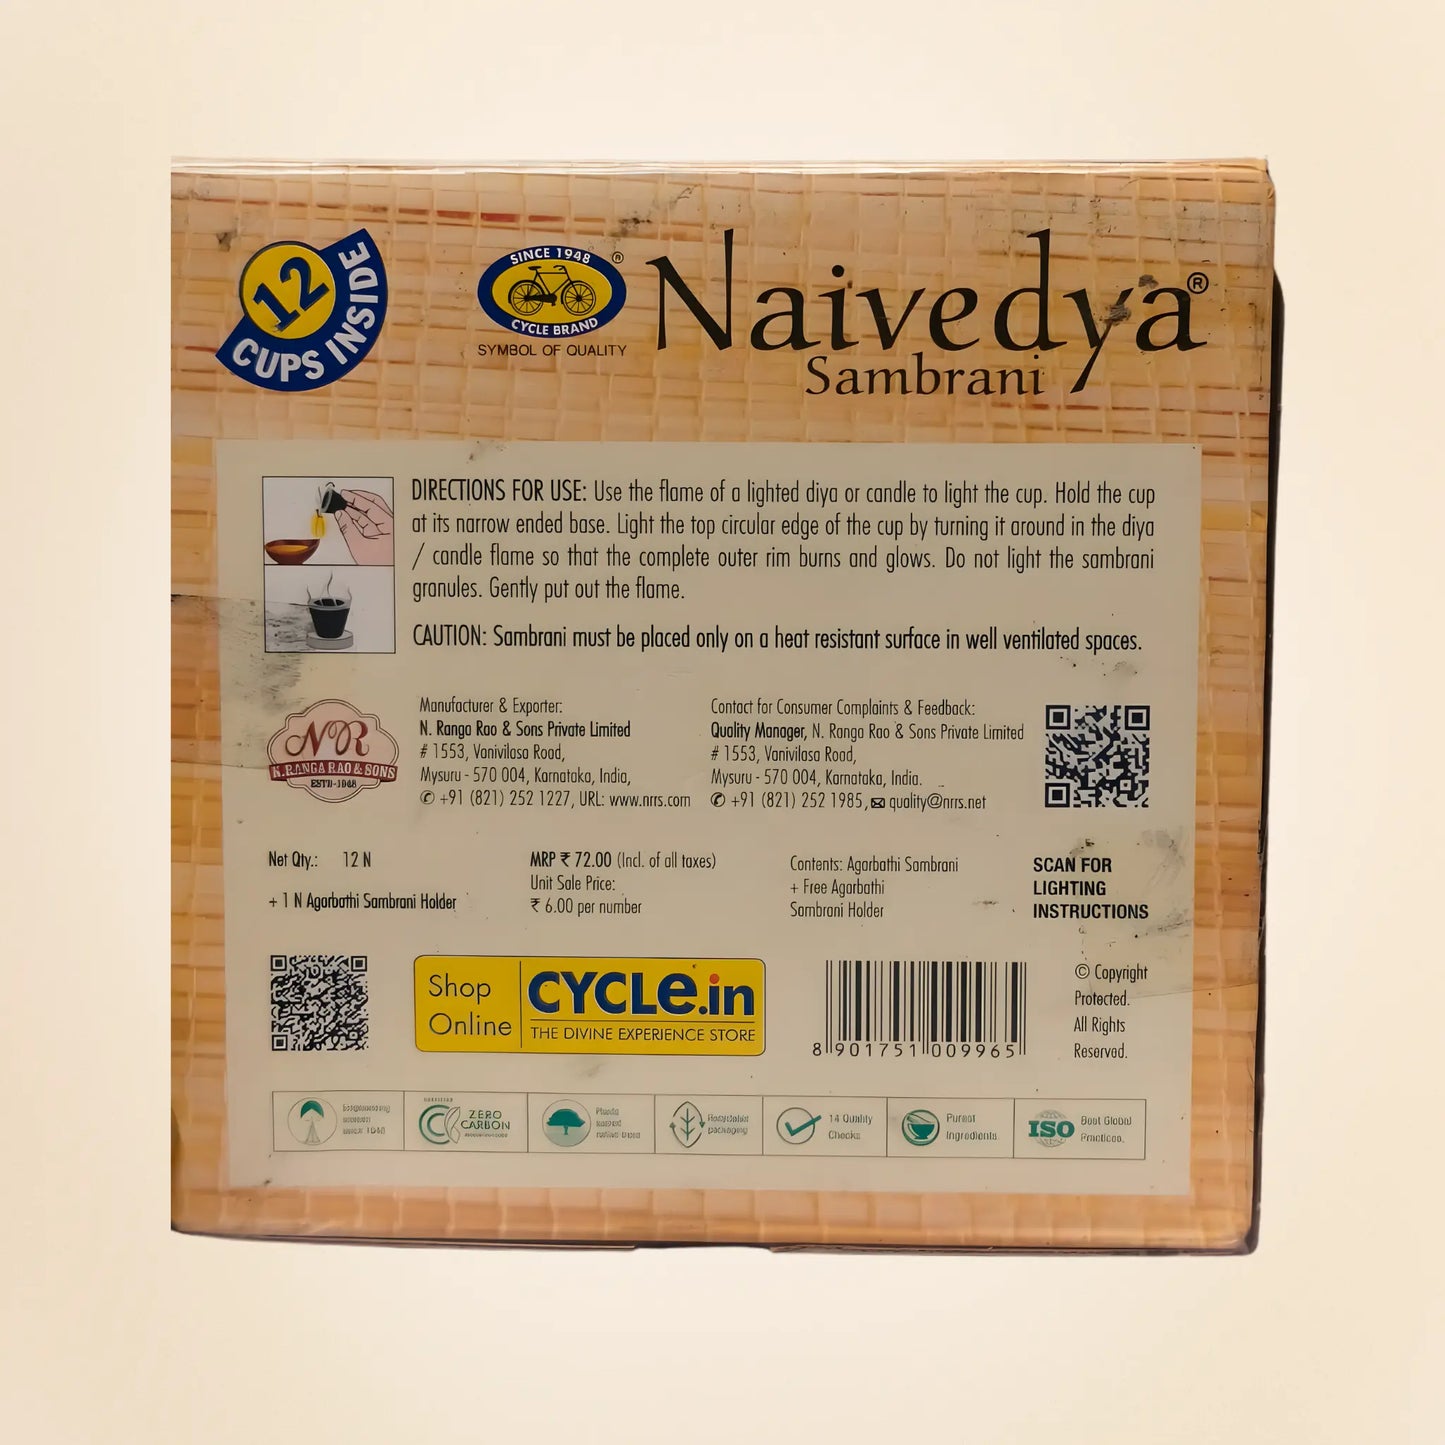 12
CUPS INSIDE
SINCE 1948
CYCLE BRAND
®
SYMBOL OF QUALITY
Naivedya®
Sambrani
DIRECTIONS FOR USE: Use the flame of a lighted diya or candle to light the cup. Hold the cup
at its narrow ended base. Light the top circular edge of the cup by turning it around in the diya
/ candle flame so that the complete outer rim burns and glows. Do not light the sambrani
granules. Gently put out the flame.
CAUTION: Sambrani must be placed only on a heat resistant surface in well ventilated spaces.
NR
N.RANGA RAO & SONS
ESTD-1948
Manufacturer & Exporter:
N. Ranga Rao & Sons Private Limited
# 1553, Vanivilasa Road,
Mysuru - 570 004, Karnataka, India,
✆ +91 (821) 252 1227, URL: www.nrrs.com
Contact for Consumer Complaints & Feedback:
Quality Manager, N. Ranga Rao & Sons Private Limited
# 1553, Vanivilasa Road,
Mysuru - 570 004, Karnataka, India.
✆ +91 (821) 252 1985, ✉ quality@nrrs.net
Net Qty.: 12 N
+ 1 N Agarbathi Sambrani Holder
MRP ₹ 72.00 (Incl. of all taxes)
Unit Sale Price:
₹ 6.00 per number
Contents: Agarbathi Sambrani
+ Free Agarbathi
Sambrani Holder
SCAN FOR
LIGHTING
INSTRUCTIONS
Shop
Online
CYCLE.in
THE DIVINE EXPERIENCE STORE
8 901751 009965
© Copyright
Protected.
All Rights
Reserved.
since 1948
ZERO
CARBON
packaging
14 Quality
Checks
Purest
Ingredients
ISO
Best Global
Practices.